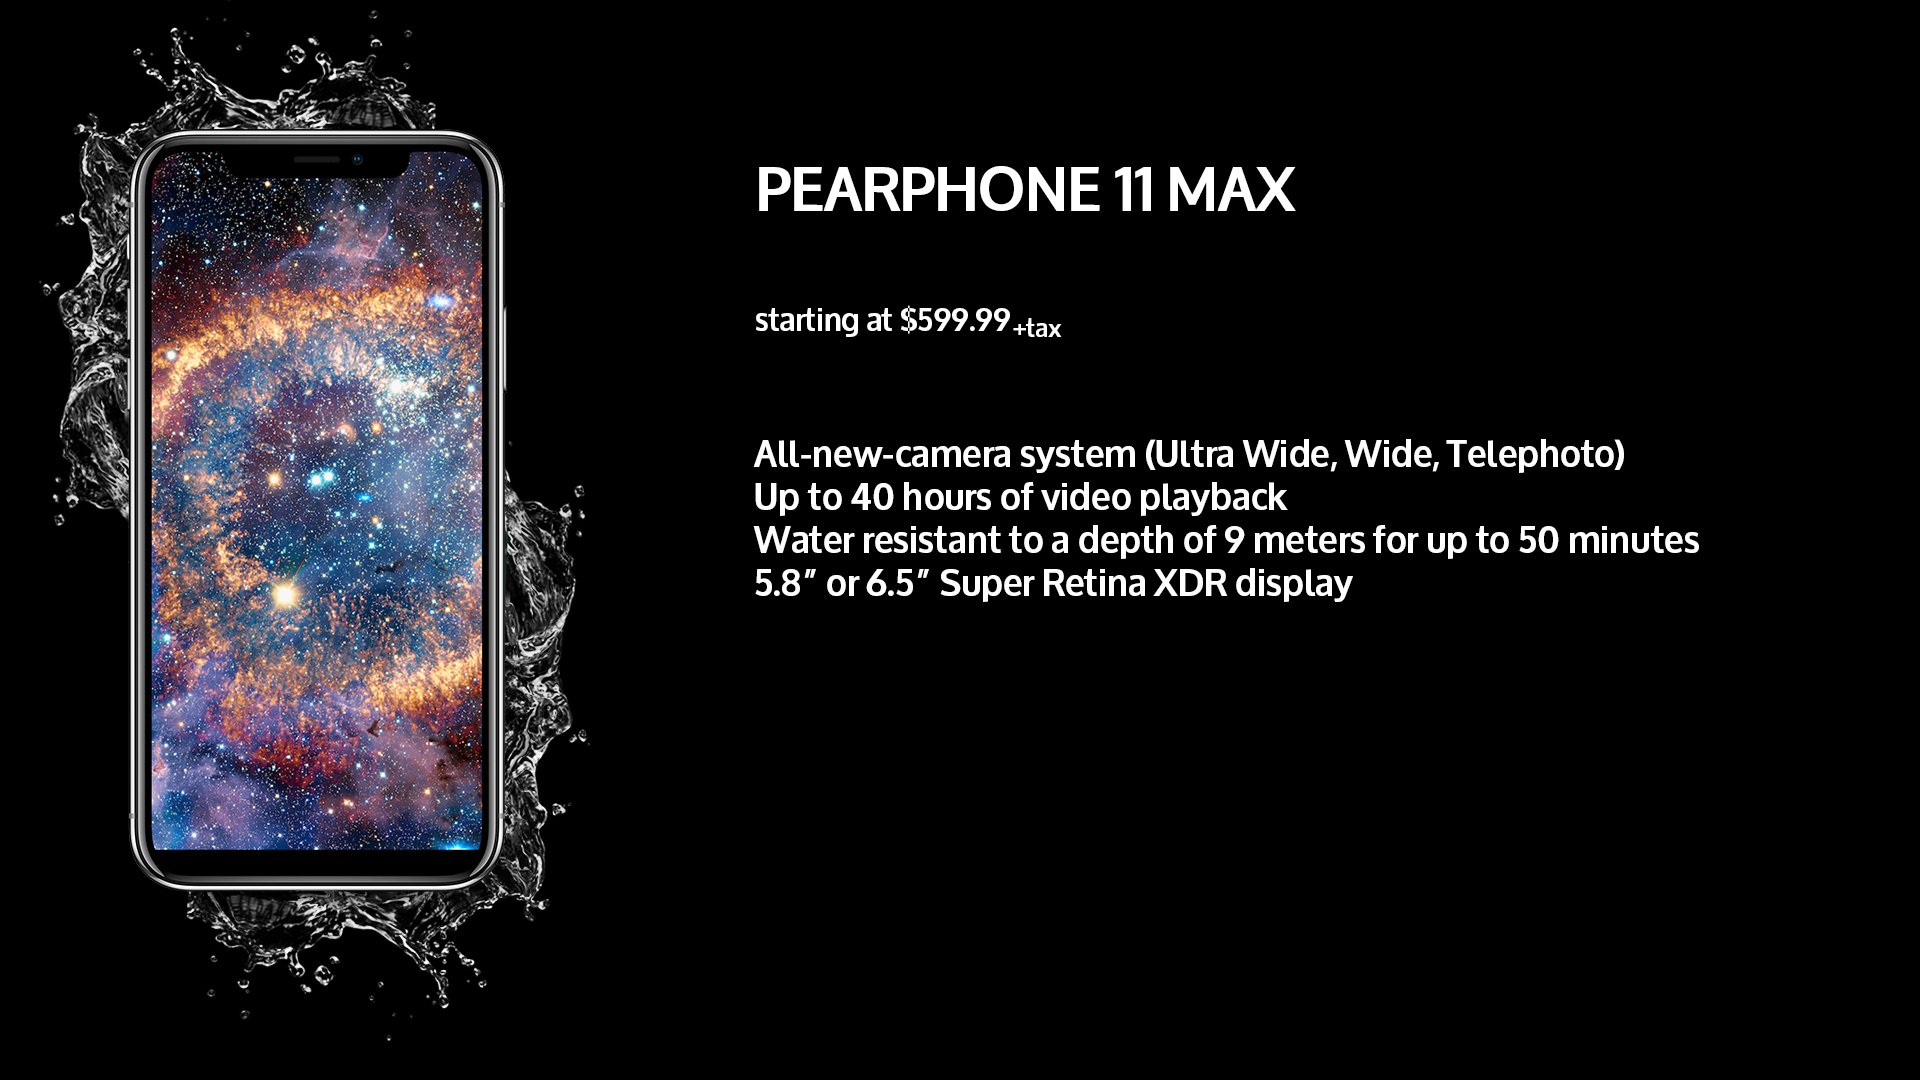 PEARPHONE 11 MAX
starting at $599.99 +tax
All-new-camera system (Ultra Wide, Wide, Telephoto)
Up to 40 hours of video playback
Water resistant to a depth of 9 meters for up to 50 minutes
5.8” or 6.5” Super Retina XDR display